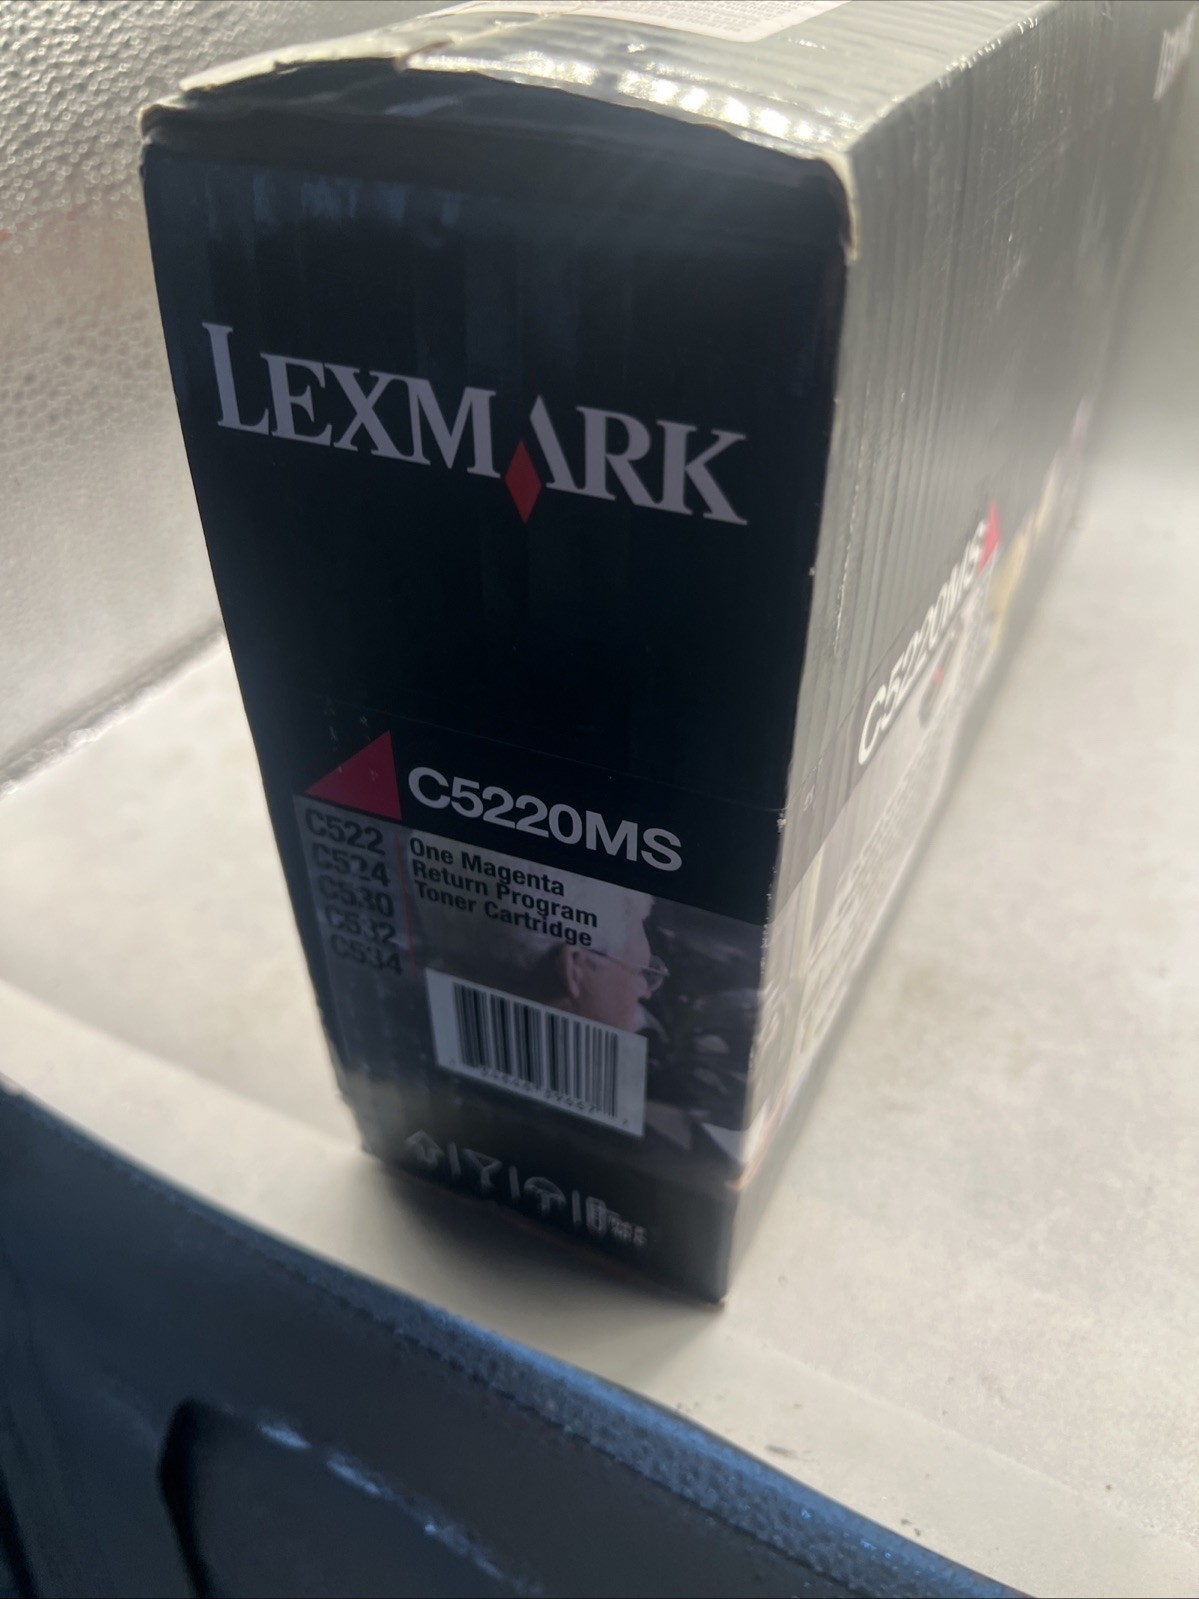 LEXMARK
C5220MS
C522
C524
C530
C532
C534
One Magenta
Return Program
Toner Cartridge
C5220MS